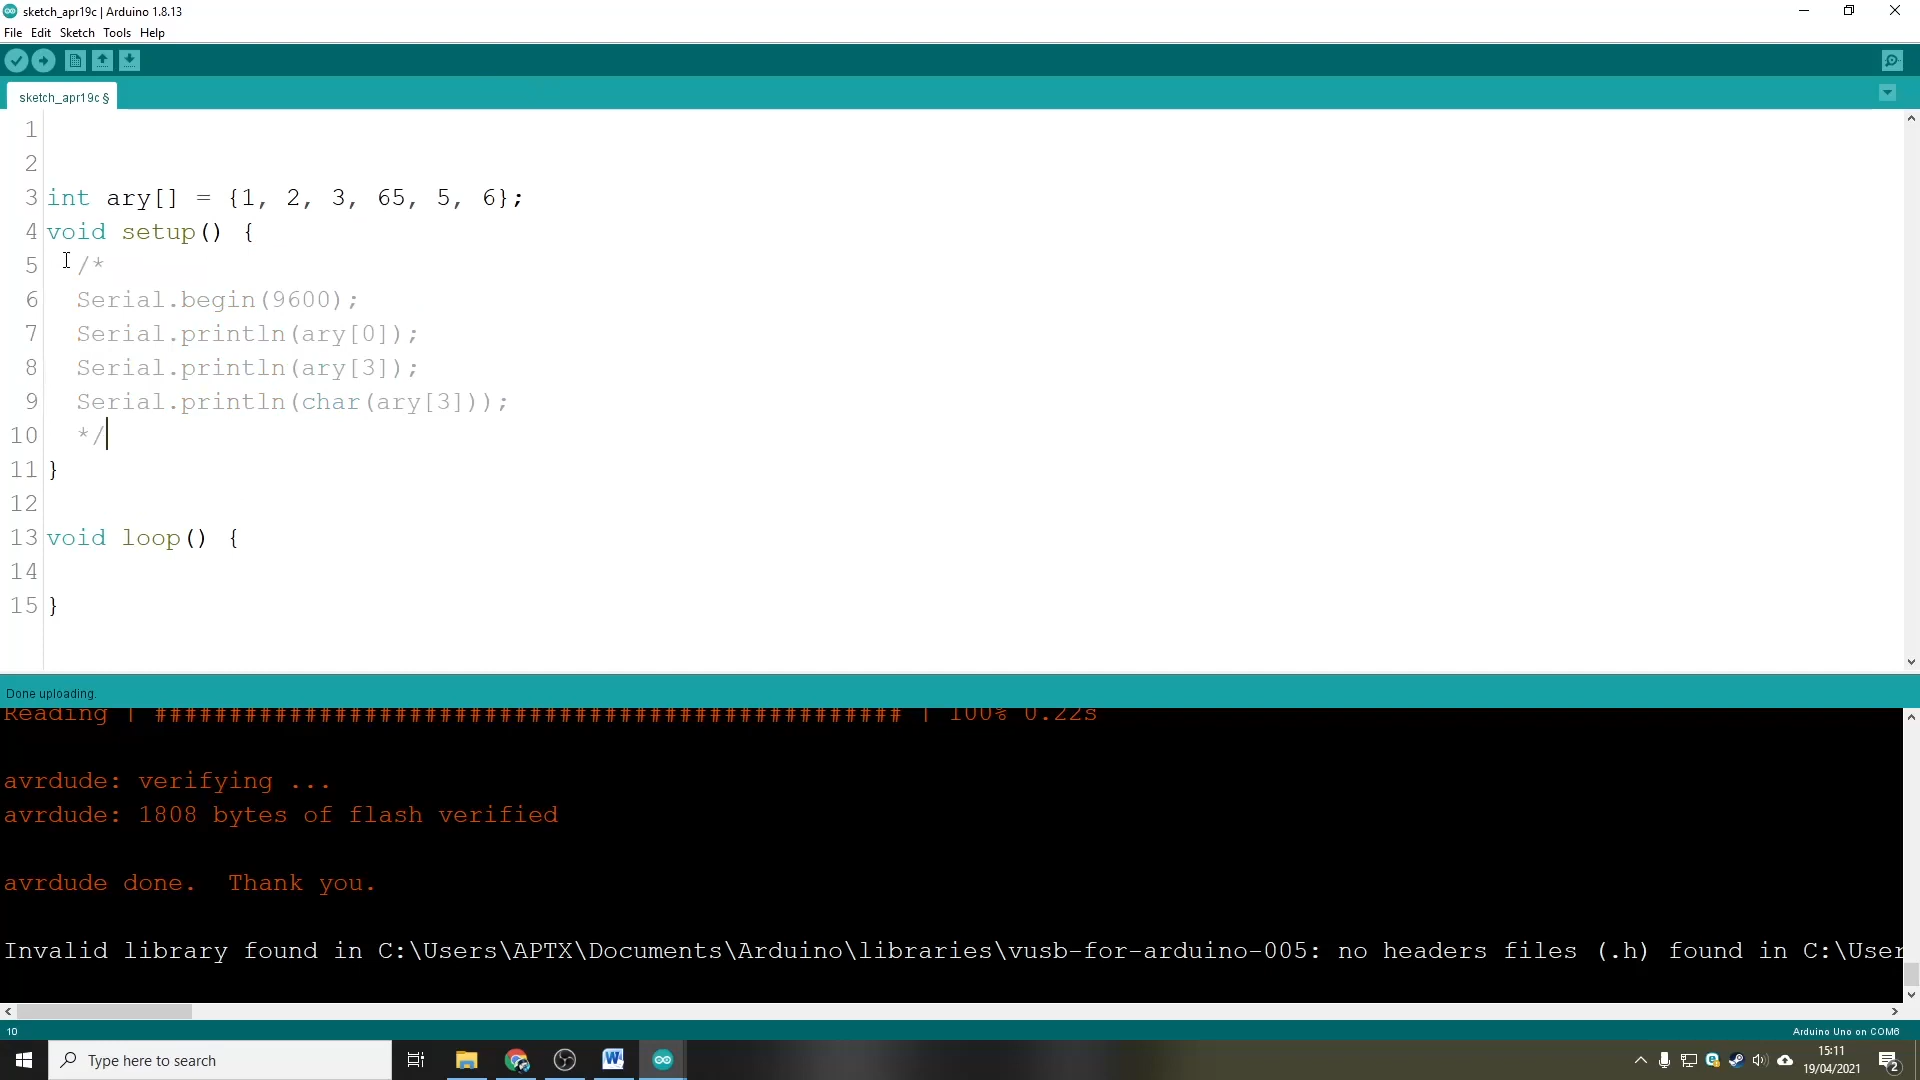 sketch_apr19c | Arduino 1.8.13
File Edit Sketch Tools Help
sketch_apr19c §
1
2
3 int ary[] = {1, 2, 3, 65, 5, 6};
4 void setup() {
5 /*
6 Serial.begin(9600);
7 Serial.println(ary[0]);
8 Serial.println(ary[3]);
9 Serial.println(char(ary[3]));
10 */
11 }
12
13 void loop() {
14
15 }
Done uploading.
Reading | ################################################## | 100% 0.22s
avrdude: verifying ...
avrdude: 1808 bytes of flash verified
avrdude done.  Thank you.
Invalid library found in C:\Users\APTX\Documents\Arduino\libraries\vusb-for-arduino-005: no headers files (.h) found in C:\User
10
Arduino Uno on COM6
Type here to search
15:11
19/04/2021
2